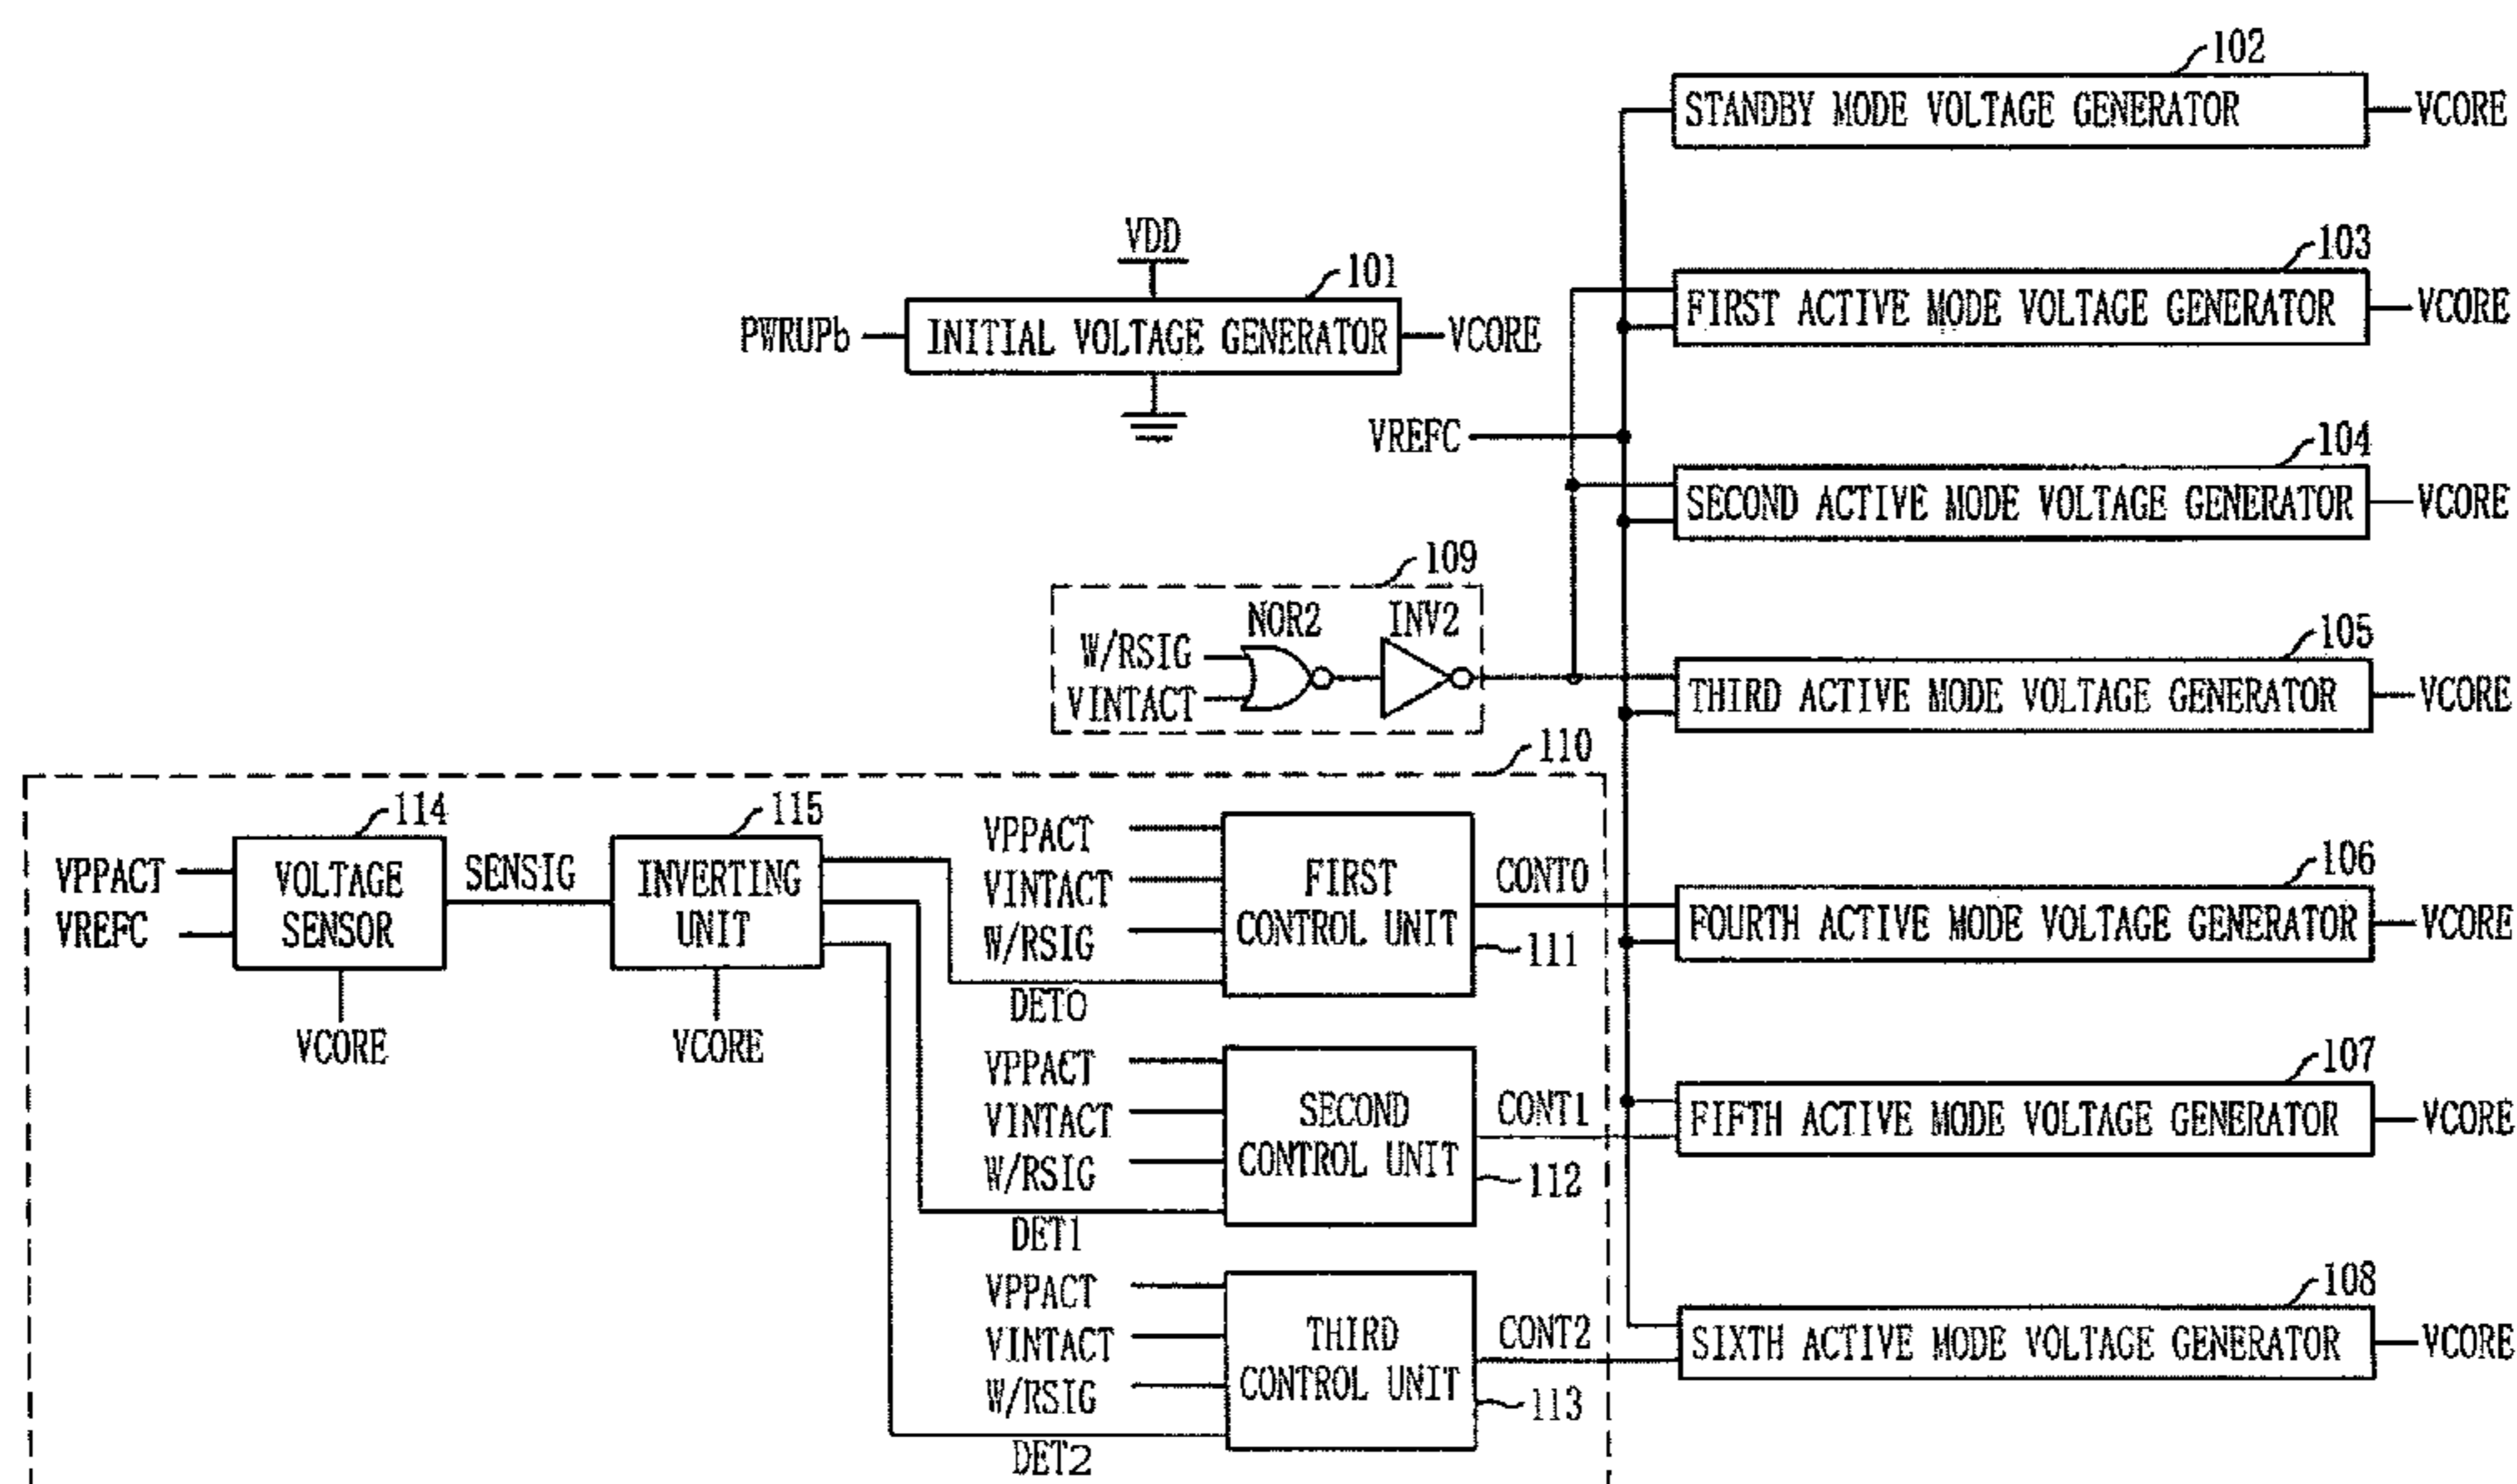 102
STANDBY MODE VOLTAGE GENERATOR
VCORE
103
FIRST ACTIVE MODE VOLTAGE GENERATOR
VCORE
VDD
101
PWRUPb
INITIAL VOLTAGE GENERATOR
VCORE
VREFC
104
SECOND ACTIVE MODE VOLTAGE GENERATOR
VCORE
109
NOR2
INV2
W/RSIG
VINTACT
105
THIRD ACTIVE MODE VOLTAGE GENERATOR
VCORE
110
114
VPPACT
VREFC
VOLTAGE
SENSOR
VCORE
SENSIG
115
INVERTING
UNIT
VCORE
VPPACT
VINTACT
W/RSIG
DET0
FIRST
CONTROL UNIT
CONT0
111
106
FOURTH ACTIVE MODE VOLTAGE GENERATOR
VCORE
VPPACT
VINTACT
W/RSIG
DET1
SECOND
CONTROL UNIT
CONT1
112
107
FIFTH ACTIVE MODE VOLTAGE GENERATOR
VCORE
VPPACT
VINTACT
W/RSIG
DET2
THIRD
CONTROL UNIT
CONT2
113
108
SIXTH ACTIVE MODE VOLTAGE GENERATOR
VCORE